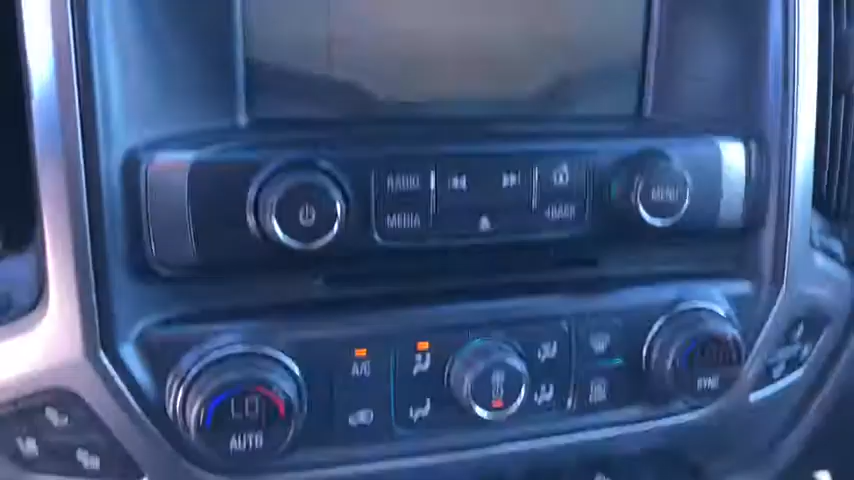 RADIO
MEDIA
BACK
MENU
A/C
LO
AUTO
SYNC